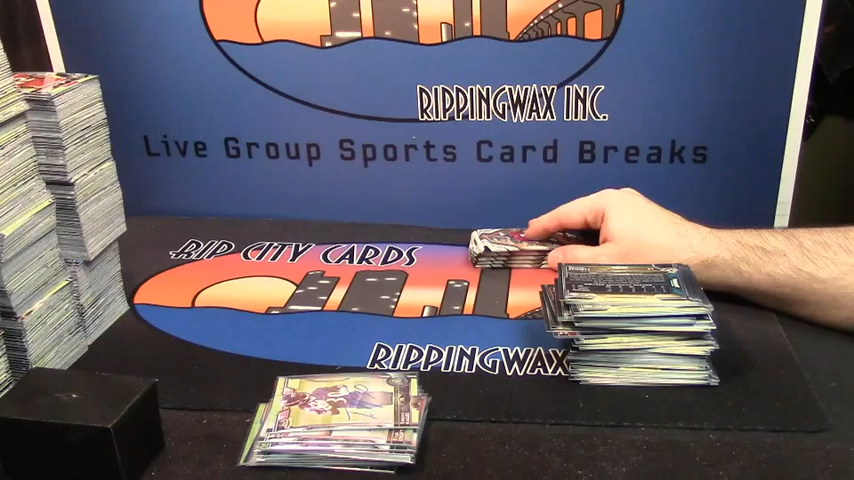 RIPPINGWAX INC.
Live Group Sports Card Breaks
RIP CITY CARDS
RIPPINGWAX